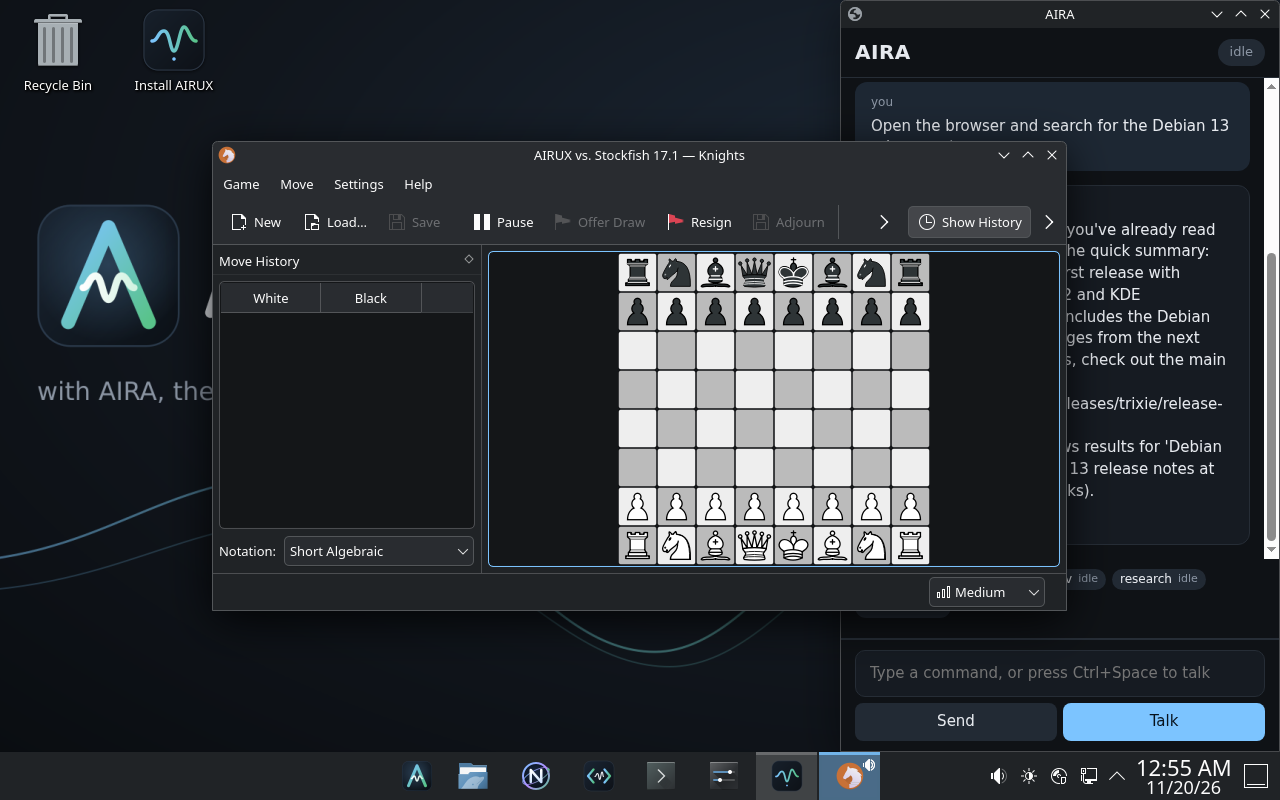 Recycle Bin
Install AIRUX
with AIRA, the
AIRA
AIRA
idle
you
Open the browser and search for the Debian 13
you've already read
he quick summary:
rst release with
2 and KDE
ncludes the Debian
ges from the next
s, check out the main
leases/trixie/release-
ws results for 'Debian
13 release notes at
ks).
idle
research idle
Type a command, or press Ctrl+Space to talk
Send
Talk
AIRUX vs. Stockfish 17.1 — Knights
Game Move Settings Help
New Load... Save Pause Offer Draw Resign Adjourn Show History
Move History
White Black
Notation: Short Algebraic
Medium
12:55 AM
11/20/26